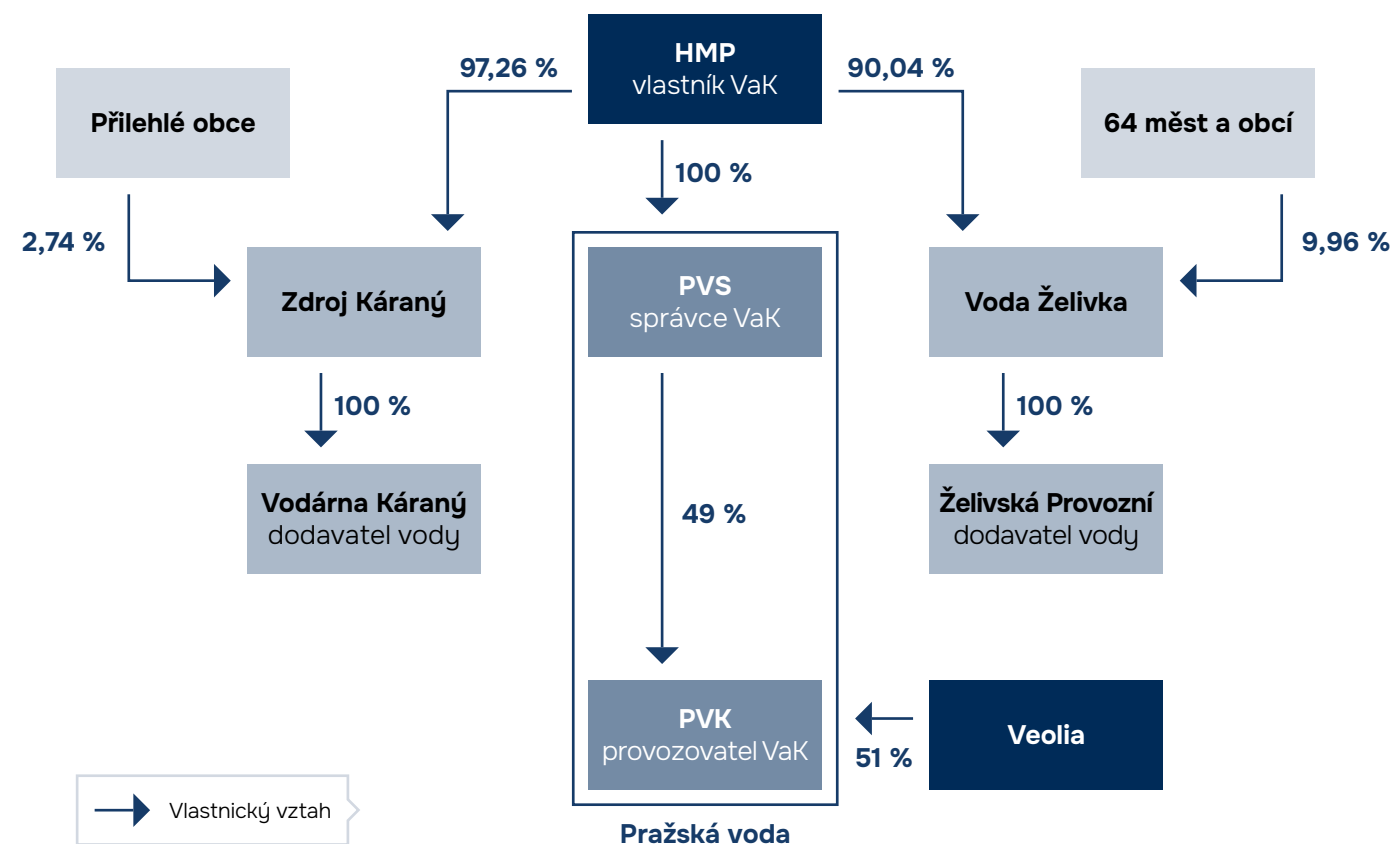 HMP
vlastník VaK
97,26 %
90,04 %
Přilehlé obce
64 měst a obcí
100 %
2,74 %
9,96 %
Zdroj Káraný
PVS
správce VaK
Voda Želivka
100 %
100 %
Vodárna Káraný
dodavatel vody
49 %
Želivská Provozní
dodavatel vody
PVK
provozovatel VaK
51 %
Veolia
Vlastnický vztah
Pražská voda